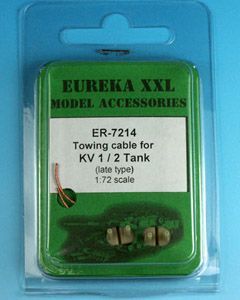 EUREKA XXL
MODEL ACCESSORIES
ER-7214
Towing cable for
KV 1 / 2 Tank
(late type)
1:72 scale